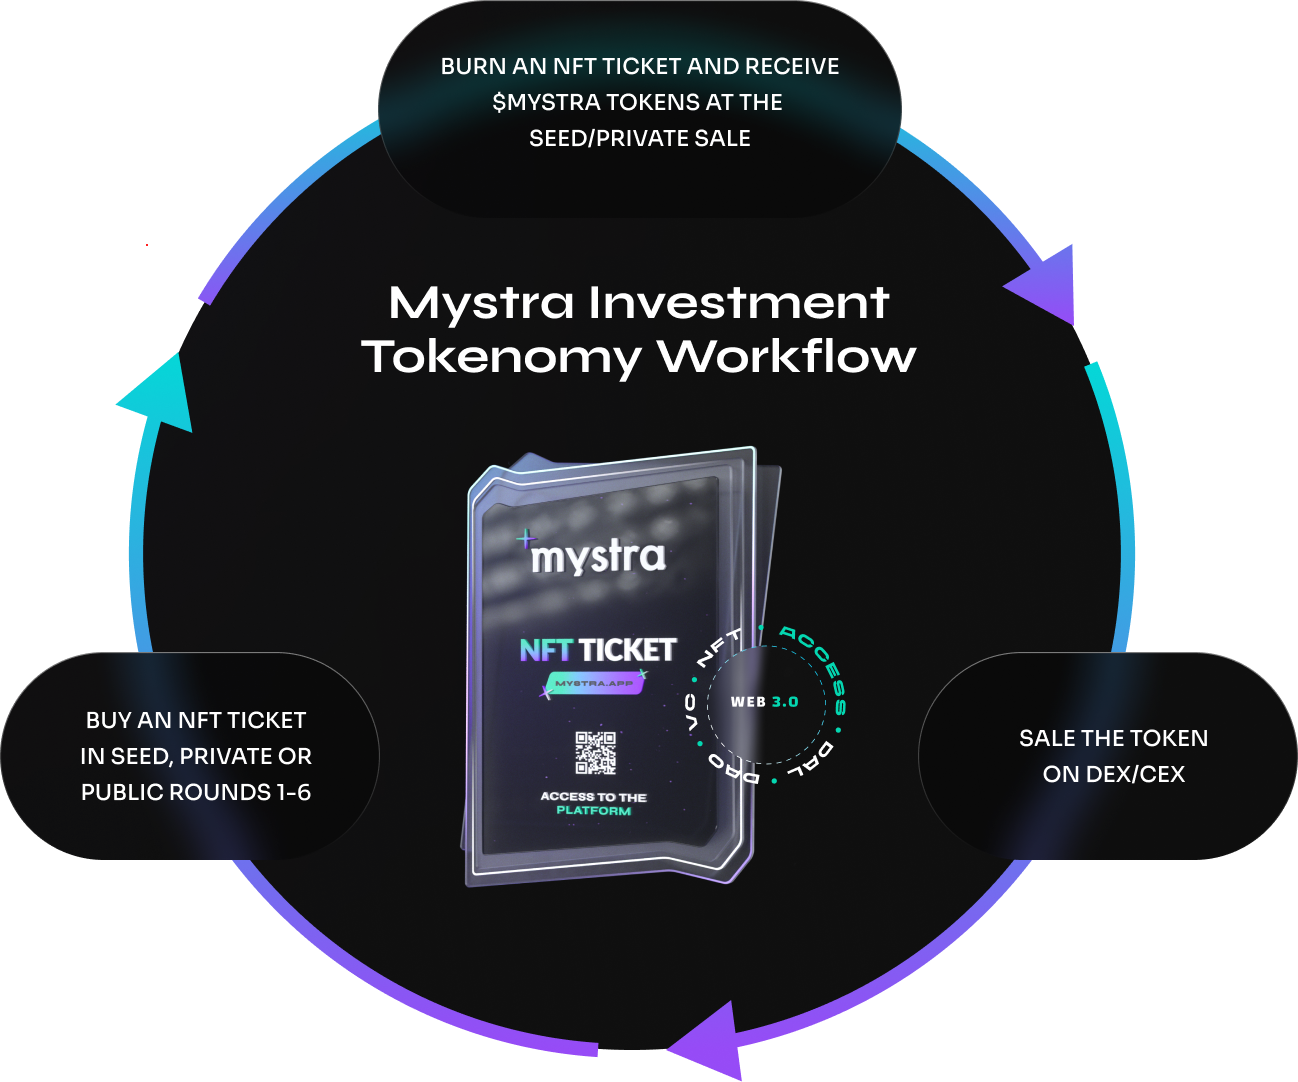 BURN AN NFT TICKET AND RECEIVE
$MYSTRA TOKENS AT THE
SEED/PRIVATE SALE
Mystra Investment
Tokenomy Workflow
mystra
NFT TICKET
MYSTRA.APP
ACCESS TO THE
PLATFORM
NFT • ACCESS • DAL • DAO • VC •
WEB 3.0
BUY AN NFT TICKET
IN SEED, PRIVATE OR
PUBLIC ROUNDS 1-6
SALE THE TOKEN
ON DEX/CEX